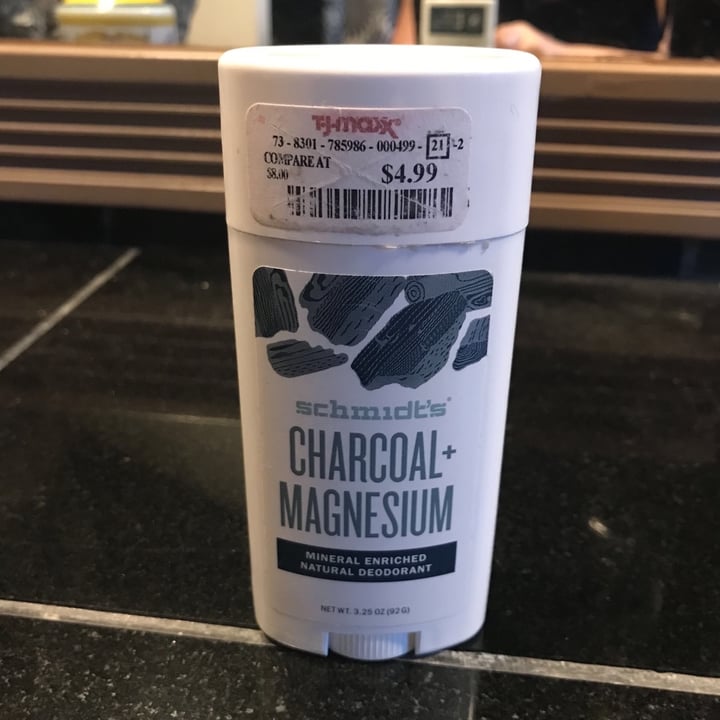 T·J·maxx®
73 - 8301 - 785986 - 000499 - 21 -2
COMPARE AT
$8.00 $4.99
schmidt's®
CHARCOAL+
MAGNESIUM
MINERAL ENRICHED
NATURAL DEODORANT
NET WT. 3.25 OZ (92 G)